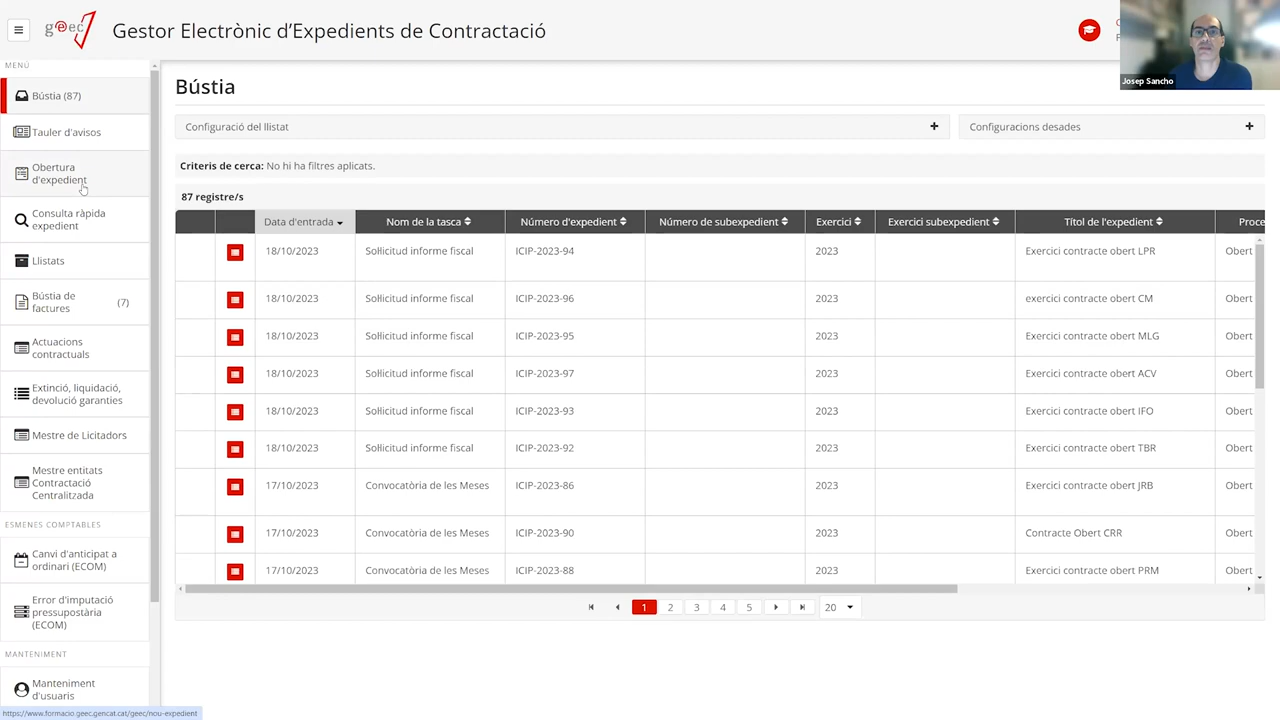 geec
Gestor Electrònic d'Expedients de Contractació
Josep Sancho
MENÚ
Bústia (87)
Tauler d'avisos
Obertura
d'expedient
Consulta ràpida
expedient
Llistats
Bústia de
factures
(7)
Actuacions
contractuals
Extinció, liquidació,
devolució garanties
Mestre de Licitadors
Mestre entitats
Contractació
Centralitzada
ESMENES COMPTABLES
Canvi d'anticipat a
ordinari (ECOM)
Error d'imputació
pressupostària
(ECOM)
MANTENIMENT
Manteniment
d'usuaris
https://www.formacio.geec.gencat.cat/geec/nou-expedient
Bústia
Configuració del llistat +
Configuracions desades +
Criteris de cerca: No hi ha filtres aplicats.
87 registre/s
Data d'entrada Nom de la tasca Número d'expedient Número de subexpedient Exercici Exercici subexpedient Títol de l'expedient Proce
18/10/2023 Sol·licitud informe fiscal ICIP-2023-94 2023 Exercici contracte obert LPR Obert
18/10/2023 Sol·licitud informe fiscal ICIP-2023-96 2023 exercici contracte obert CM Obert
18/10/2023 Sol·licitud informe fiscal ICIP-2023-95 2023 Exercici contracte obert MLG Obert
18/10/2023 Sol·licitud informe fiscal ICIP-2023-97 2023 Exercici contracte obert ACV Obert
18/10/2023 Sol·licitud informe fiscal ICIP-2023-93 2023 Exercici contracte obert IFO Obert
18/10/2023 Sol·licitud informe fiscal ICIP-2023-92 2023 Exercici contracte obert TBR Obert
17/10/2023 Convocatòria de les Meses ICIP-2023-86 2023 Exercici contracte obert JRB Obert
17/10/2023 Convocatòria de les Meses ICIP-2023-90 2023 Contracte Obert CRR Obert
17/10/2023 Convocatòria de les Meses ICIP-2023-88 2023 Exercici contracte obert PRM Obert
1 2 3 4 5 20